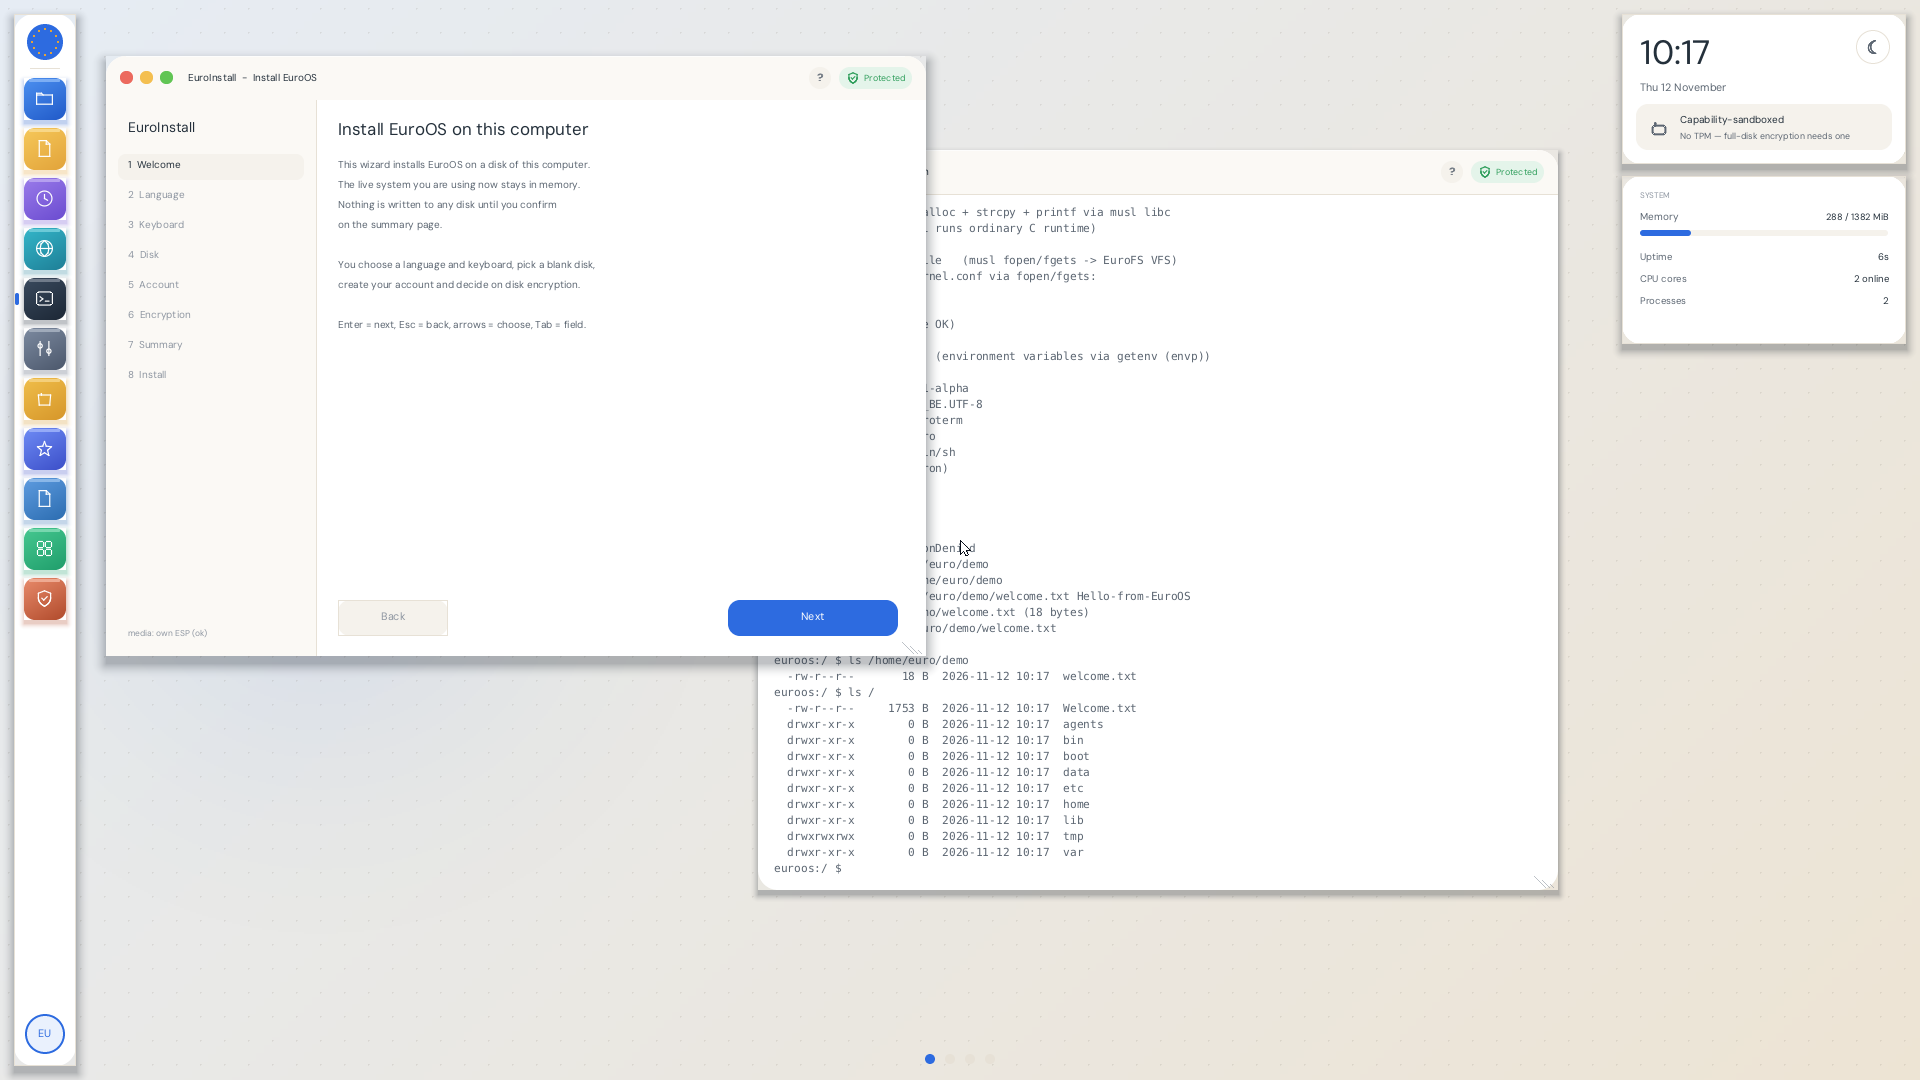 EuroInstall - Install EuroOS
?
Protected
EuroInstall
1 Welcome
2 Language
3 Keyboard
4 Disk
5 Account
6 Encryption
7 Summary
8 Install
media: own ESP (ok)
Install EuroOS on this computer
This wizard installs EuroOS on a disk of this computer.
The live system you are using now stays in memory.
Nothing is written to any disk until you confirm
on the summary page.
You choose a language and keyboard, pick a blank disk,
create your account and decide on disk encryption.
Enter = next, Esc = back, arrows = choose, Tab = field.
Back
Next
?
Protected
alloc + strcpy + printf via musl libc
runs ordinary C runtime)
le (musl fopen/fgets -> EuroFS VFS)
nel.conf via fopen/fgets:
OK)
(environment variables via getenv (envp))
-alpha
_BE.UTF-8
oterm
ro
in/sh
ron)
onDenied
/euro/demo
me/euro/demo
/euro/demo/welcome.txt Hello-from-EuroOS
mo/welcome.txt (18 bytes)
uro/demo/welcome.txt
euroos:/ $ ls /home/euro/demo
-rw-r--r-- 18 B 2026-11-12 10:17 welcome.txt
euroos:/ $ ls /
-rw-r--r-- 1753 B 2026-11-12 10:17 Welcome.txt
drwxr-xr-x 0 B 2026-11-12 10:17 agents
drwxr-xr-x 0 B 2026-11-12 10:17 bin
drwxr-xr-x 0 B 2026-11-12 10:17 boot
drwxr-xr-x 0 B 2026-11-12 10:17 data
drwxr-xr-x 0 B 2026-11-12 10:17 etc
drwxr-xr-x 0 B 2026-11-12 10:17 home
drwxr-xr-x 0 B 2026-11-12 10:17 lib
drwxrwxrwx 0 B 2026-11-12 10:17 tmp
drwxr-xr-x 0 B 2026-11-12 10:17 var
euroos:/ $
10:17
Thu 12 November
Capability-sandboxed
No TPM — full-disk encryption needs one
SYSTEM
Memory 288 / 1382 MiB
Uptime 6s
CPU cores 2 online
Processes 2
EU